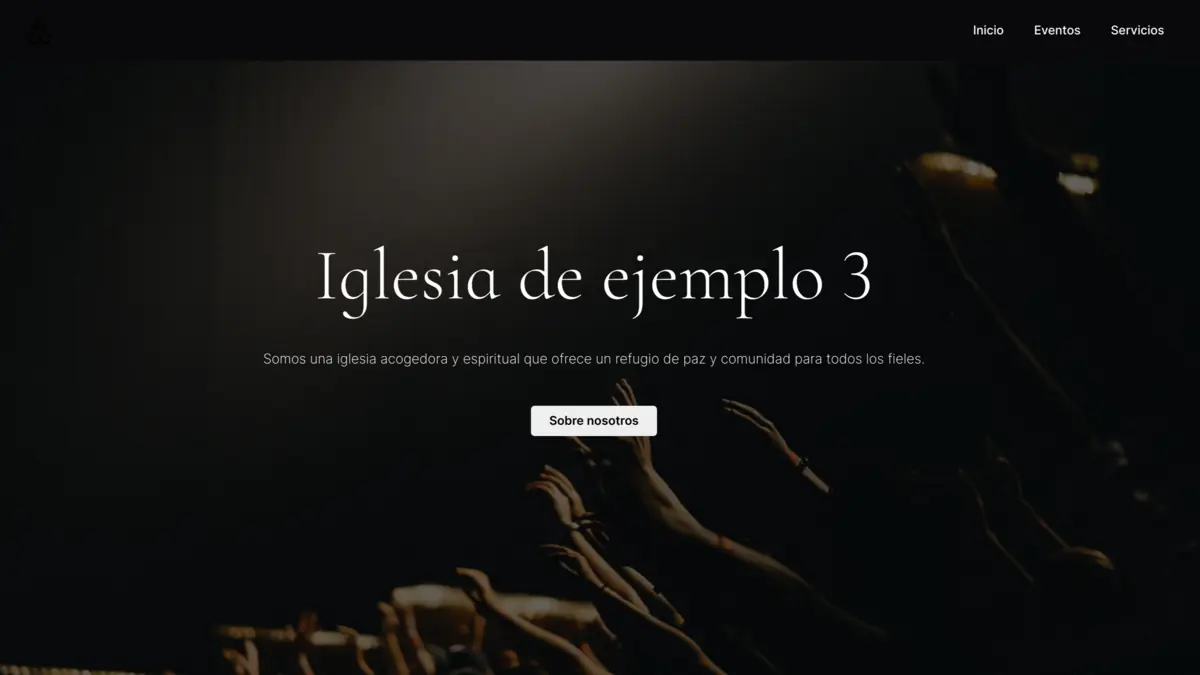 Inicio Eventos Servicios
Iglesia de ejemplo 3
Somos una iglesia acogedora y espiritual que ofrece un refugio de paz y comunidad para todos los fieles.
Sobre nosotros